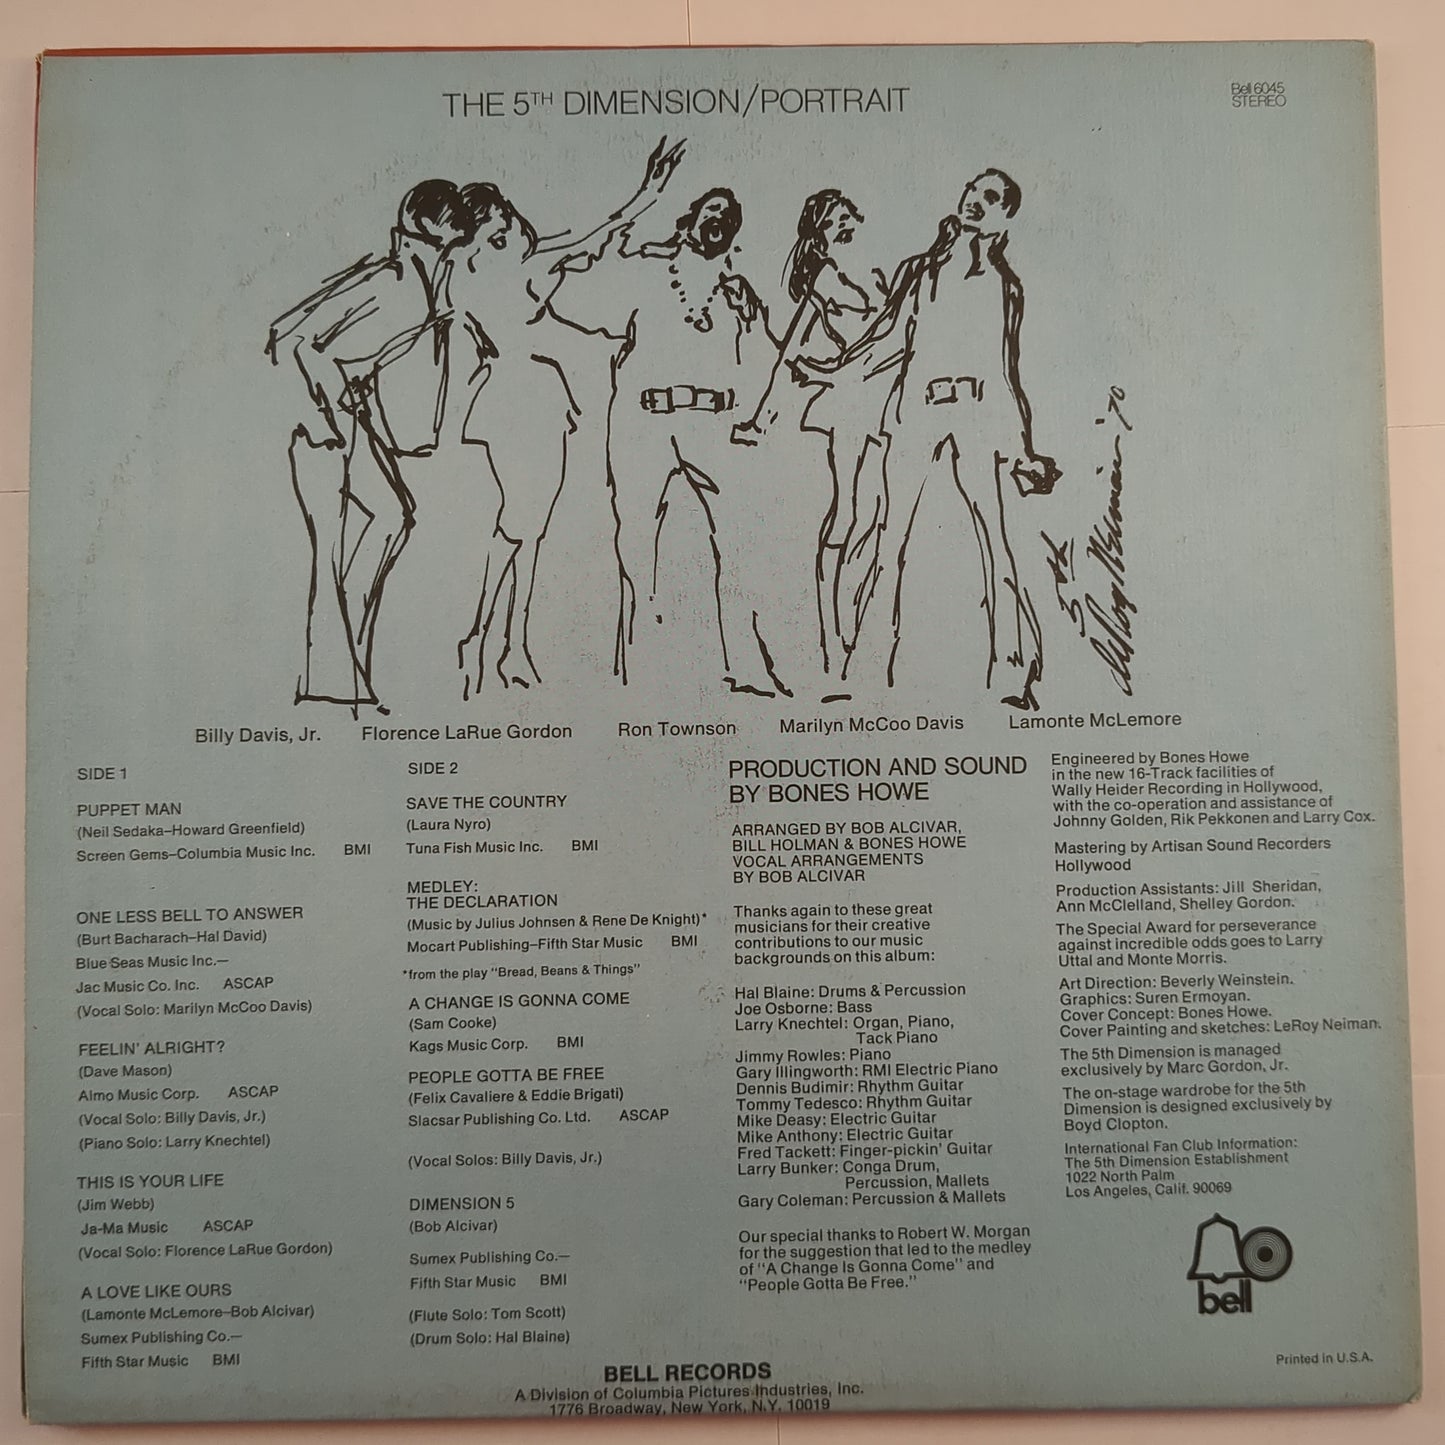 THE 5TH DIMENSION/PORTRAIT
Bell 6045
STEREO
5th
LeRoy Neiman '70
Billy Davis, Jr.
Florence LaRue Gordon
Ron Townson
Marilyn McCoo Davis
Lamonte McLemore
SIDE 1
PUPPET MAN
(Neil Sedaka–Howard Greenfield)
Screen Gems–Columbia Music Inc. BMI
ONE LESS BELL TO ANSWER
(Burt Bacharach–Hal David)
Blue Seas Music Inc.—
Jac Music Co. Inc. ASCAP
(Vocal Solo: Marilyn McCoo Davis)
FEELIN' ALRIGHT?
(Dave Mason)
Almo Music Corp. ASCAP
(Vocal Solo: Billy Davis, Jr.)
(Piano Solo: Larry Knechtel)
THIS IS YOUR LIFE
(Jim Webb)
Ja-Ma Music ASCAP
(Vocal Solo: Florence LaRue Gordon)
A LOVE LIKE OURS
(Lamonte McLemore–Bob Alcivar)
Sumex Publishing Co.—
Fifth Star Music BMI
SIDE 2
SAVE THE COUNTRY
(Laura Nyro)
Tuna Fish Music Inc. BMI
MEDLEY:
THE DECLARATION
(Music by Julius Johnsen & Rene De Knight)*
Mocart Publishing–Fifth Star Music BMI
*from the play "Bread, Beans & Things"
A CHANGE IS GONNA COME
(Sam Cooke)
Kags Music Corp. BMI
PEOPLE GOTTA BE FREE
(Felix Cavaliere & Eddie Brigati)
Slacsar Publishing Co. Ltd. ASCAP
(Vocal Solos: Billy Davis, Jr.)
DIMENSION 5
(Bob Alcivar)
Sumex Publishing Co.—
Fifth Star Music BMI
(Flute Solo: Tom Scott)
(Drum Solo: Hal Blaine)
PRODUCTION AND SOUND
BY BONES HOWE
ARRANGED BY BOB ALCIVAR,
BILL HOLMAN & BONES HOWE
VOCAL ARRANGEMENTS
BY BOB ALCIVAR
Thanks again to these great
musicians for their creative
contributions to our music
backgrounds on this album:
Hal Blaine: Drums & Percussion
Joe Osborne: Bass
Larry Knechtel: Organ, Piano,
Tack Piano
Jimmy Rowles: Piano
Gary Illingworth: RMI Electric Piano
Dennis Budimir: Rhythm Guitar
Tommy Tedesco: Rhythm Guitar
Mike Deasy: Electric Guitar
Mike Anthony: Electric Guitar
Fred Tackett: Finger-pickin' Guitar
Larry Bunker: Conga Drum,
Percussion, Mallets
Gary Coleman: Percussion & Mallets
Our special thanks to Robert W. Morgan
for the suggestion that led to the medley
of "A Change Is Gonna Come" and
"People Gotta Be Free."
Engineered by Bones Howe
in the new 16-Track facilities of
Wally Heider Recording in Hollywood,
with the co-operation and assistance of
Johnny Golden, Rik Pekkonen and Larry Cox.
Mastering by Artisan Sound Recorders
Hollywood
Production Assistants: Jill Sheridan,
Ann McClelland, Shelley Gordon.
The Special Award for perseverance
against incredible odds goes to Larry
Uttal and Monte Morris.
Art Direction: Beverly Weinstein.
Graphics: Suren Ermoyan.
Cover Concept: Bones Howe.
Cover Painting and sketches: LeRoy Neiman.
The 5th Dimension is managed
exclusively by Marc Gordon, Jr.
The on-stage wardrobe for the 5th
Dimension is designed exclusively by
Boyd Clopton.
International Fan Club Information:
The 5th Dimension Establishment
1022 North Palm
Los Angeles, Calif. 90069
bell
Printed in U.S.A.
BELL RECORDS
A Division of Columbia Pictures Industries, Inc.
1776 Broadway, New York, N.Y. 10019